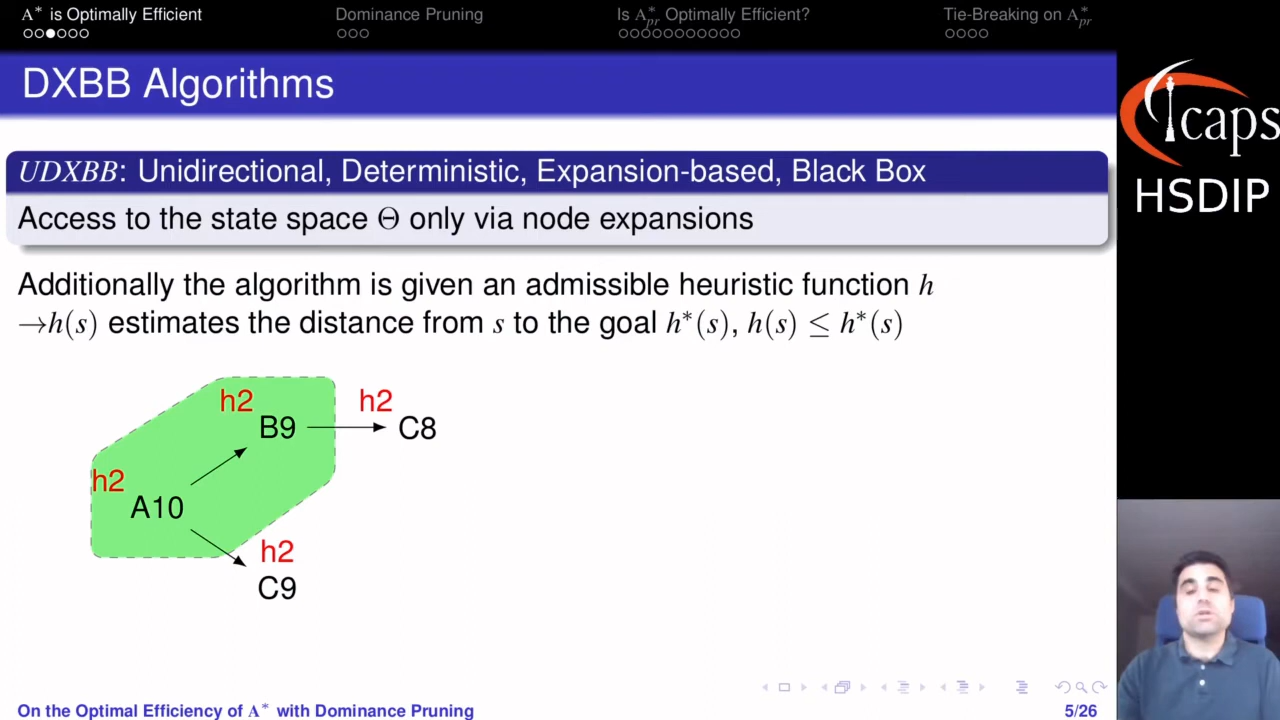 A* is Optimally Efficient
Dominance Pruning
Is A*pr Optimally Efficient?
Tie-Breaking on A*pr
DXBB Algorithms
UDXBB: Unidirectional, Deterministic, Expansion-based, Black Box
Access to the state space Θ only via node expansions
Additionally the algorithm is given an admissible heuristic function h
→h(s) estimates the distance from s to the goal h*(s), h(s) ≤ h*(s)
h2
B9
h2
C8
h2
A10
h2
C9
On the Optimal Efficiency of A* with Dominance Pruning
5/26
icaps
HSDIP